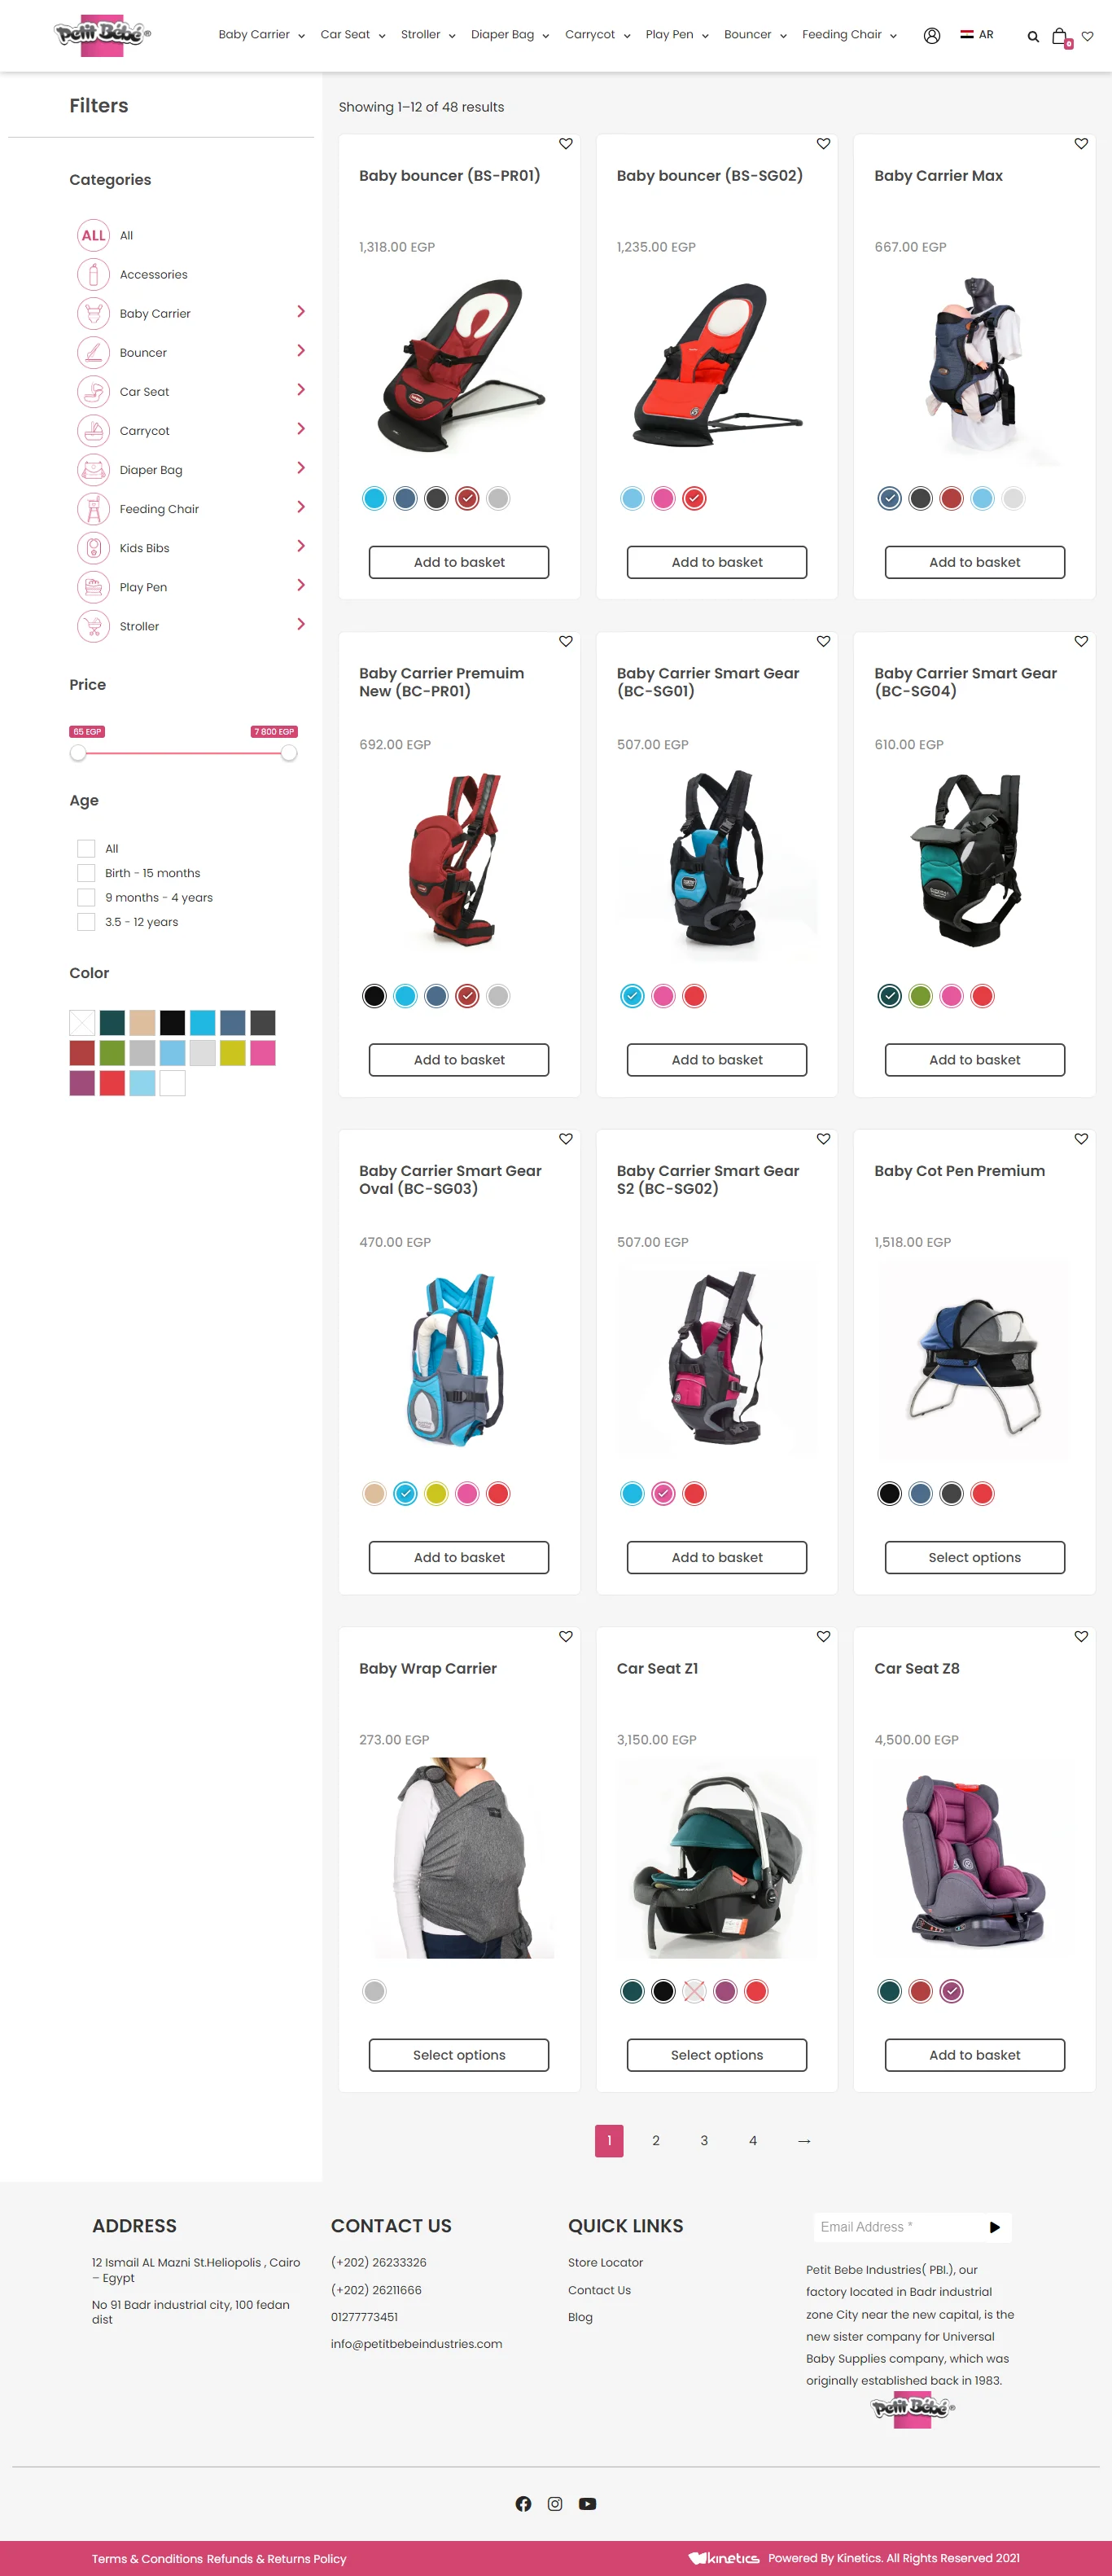 Petit Bébé®
Baby Carrier
Car Seat
Stroller
Diaper Bag
Carrycot
Play Pen
Bouncer
Feeding Chair
AR
0
Filters
Categories
ALL All
Accessories
Baby Carrier
Bouncer
Car Seat
Carrycot
Diaper Bag
Feeding Chair
Kids Bibs
Play Pen
Stroller
Price
65 EGP
7 800 EGP
Age
All
Birth - 15 months
9 months - 4 years
3.5 - 12 years
Color
Showing 1–12 of 48 results
Baby bouncer (BS-PR01)
1,318.00 EGP
Add to basket
Baby bouncer (BS-SG02)
1,235.00 EGP
Add to basket
Baby Carrier Max
667.00 EGP
Add to basket
Baby Carrier Premuim
New (BC-PR01)
692.00 EGP
Add to basket
Baby Carrier Smart Gear
(BC-SG01)
507.00 EGP
Add to basket
Baby Carrier Smart Gear
(BC-SG04)
610.00 EGP
Add to basket
Baby Carrier Smart Gear
Oval (BC-SG03)
470.00 EGP
Add to basket
Baby Carrier Smart Gear
S2 (BC-SG02)
507.00 EGP
Add to basket
Baby Cot Pen Premium
1,518.00 EGP
Select options
Baby Wrap Carrier
273.00 EGP
Select options
Car Seat Z1
3,150.00 EGP
Select options
Car Seat Z8
4,500.00 EGP
Add to basket
1 2 3 4 →
ADDRESS
12 Ismail AL Mazni St.Heliopolis , Cairo
– Egypt
No 91 Badr industrial city, 100 fedan
dist
CONTACT US
(+202) 26233326
(+202) 26211666
01277773451
info@petitbebeindustries.com
QUICK LINKS
Store Locator
Contact Us
Blog
Email Address *
Petit Bebe Industries( PBI.), our
factory located in Badr industrial
zone City near the new capital, is the
new sister company for Universal
Baby Supplies company, which was
originally established back in 1983.
Petit Bébé®
Terms & Conditions Refunds & Returns Policy
kinetics Powered By Kinetics. All Rights Reserved 2021